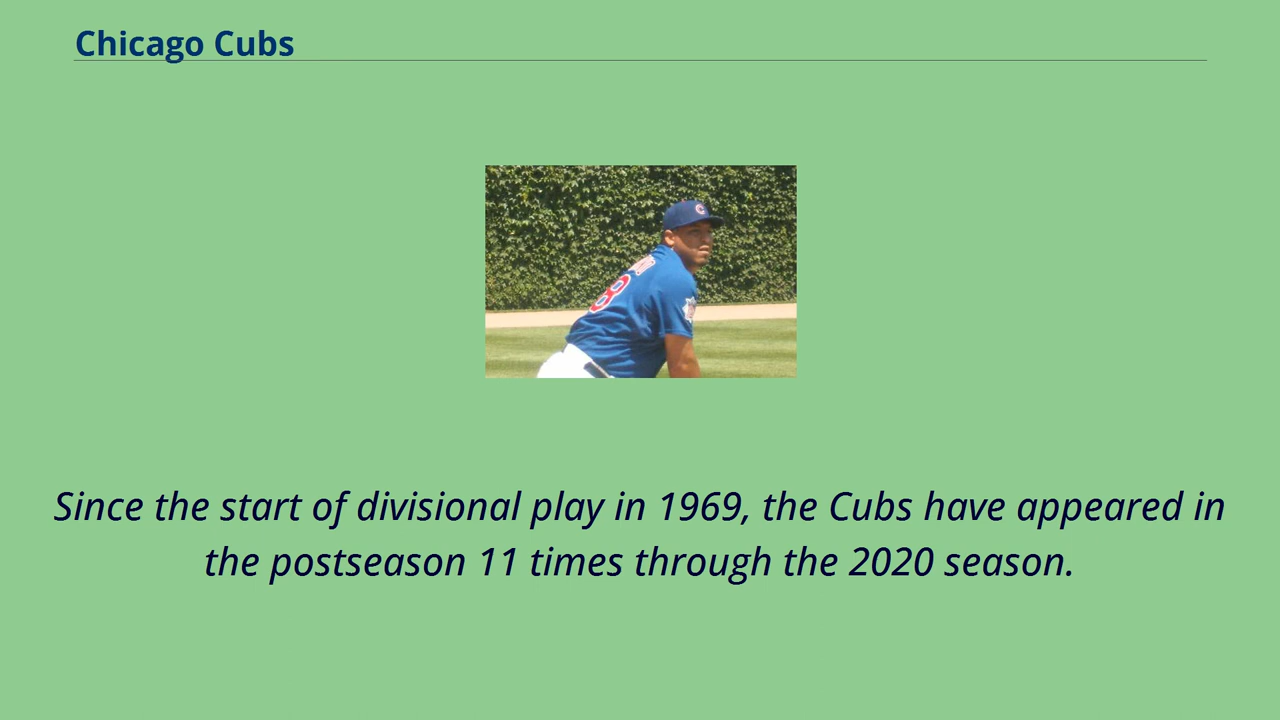 Chicago Cubs
Since the start of divisional play in 1969, the Cubs have appeared in
the postseason 11 times through the 2020 season.